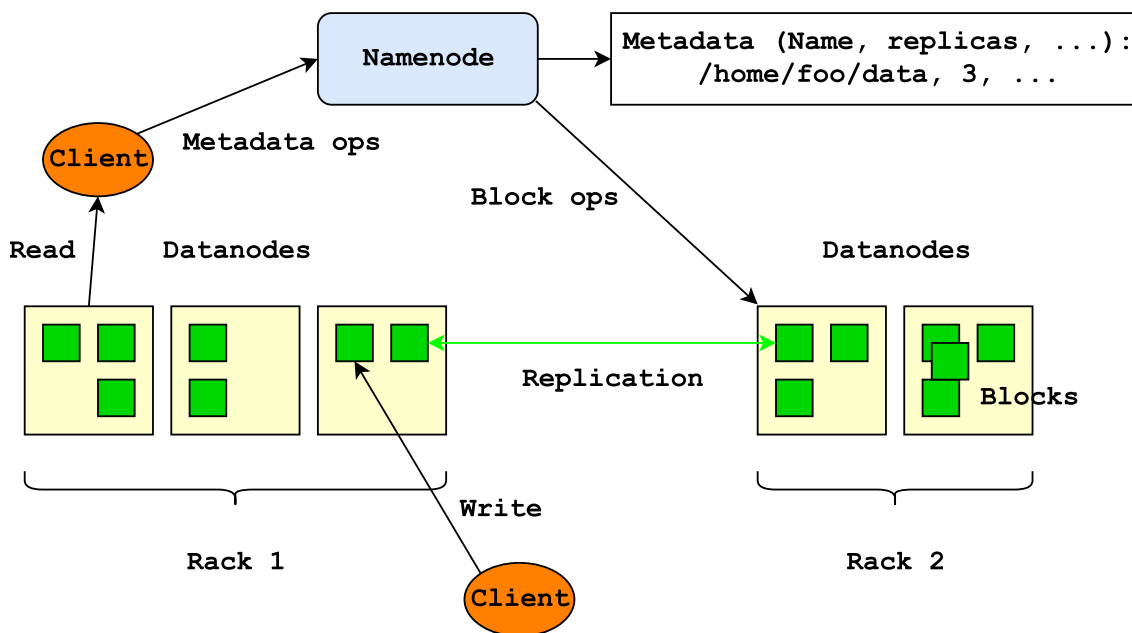 Namenode
Metadata (Name, replicas, ...):
/home/foo/data, 3, ...
Client
Metadada ops
Block ops
Read
Datanodes
Datanodes
Replication
Blocks
Write
Rack 1
Rack 2
Client